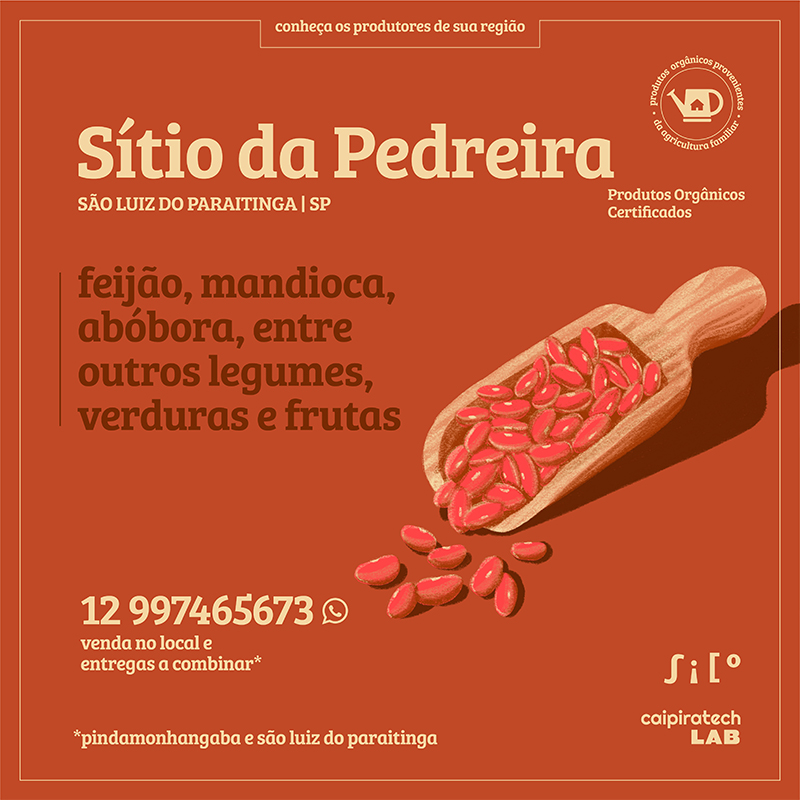 conheça os produtores de sua região
produtos orgânicos provenientes
da agricultura familiar
Sítio da Pedreira
SÃO LUIZ DO PARAITINGA | SP
Produtos Orgânicos
Certificados
feijão, mandioca,
abóbora, entre
outros legumes,
verduras e frutas
12 997465673
venda no local e
entregas a combinar*
silo
caipiratech
LAB
*pindamonhangaba e são luiz do paraitinga